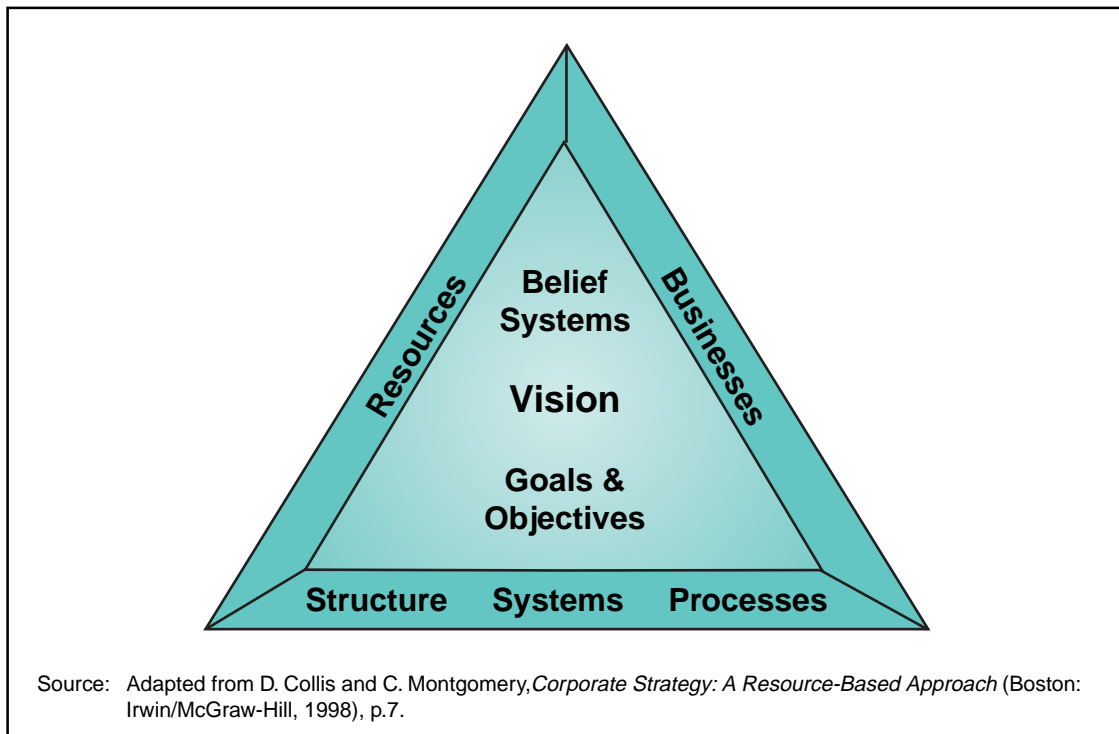 Resources
Businesses
Belief
Systems
Vision
Goals &
Objectives
Structure Systems Processes
Source: Adapted from D. Collis and C. Montgomery,Corporate Strategy: A Resource-Based Approach (Boston:
Irwin/McGraw-Hill, 1998), p.7.